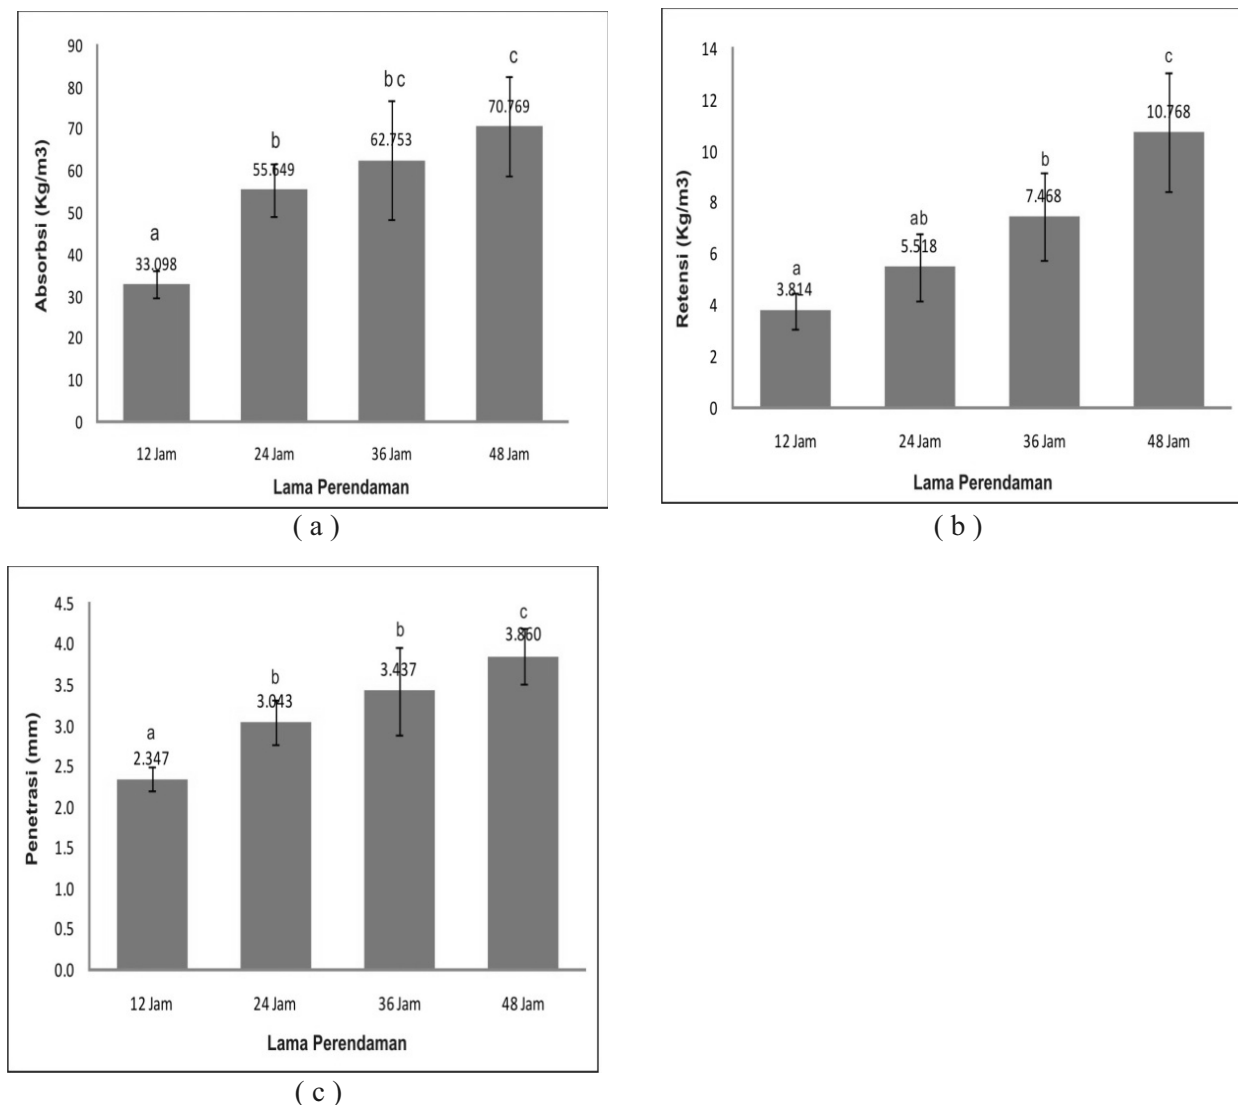 90
80
70
60
50
40
30
20
10
0
Absorbsi (Kg/m3)
a
33.098
b
55.649
b c
62.753
c
70.769
12 Jam 24 Jam 36 Jam 48 Jam
Lama Perendaman
( a )
14
12
10
8
6
4
2
0
Retensi (Kg/m3)
a
3.814
ab
5.518
b
7.468
c
10.768
12 Jam 24 Jam 36 Jam 48 Jam
Lama Perendaman
( b )
4.5
4.0
3.5
3.0
2.5
2.0
1.5
1.0
0.5
0.0
Penetrasi (mm)
a
2.347
b
3.043
b
3.437
c
3.860
12 Jam 24 Jam 36 Jam 48 Jam
Lama Perendaman
( c )